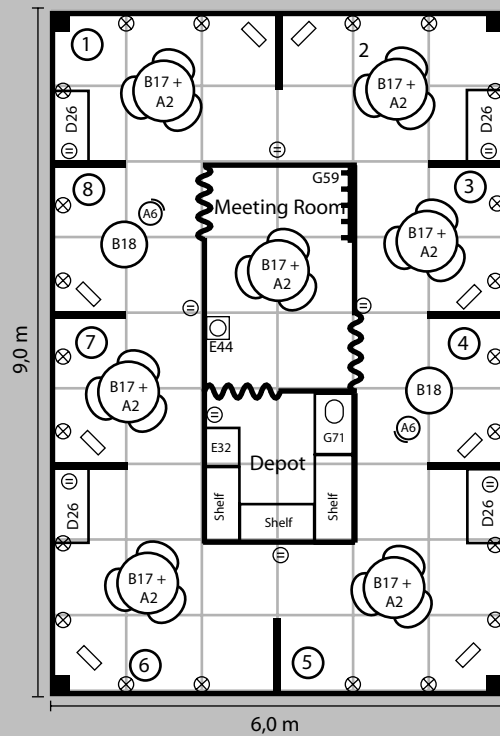 1
2
B17 +
A2
B17 +
A2
D26
D26
8
A6
B18
G59
Meeting Room
3
B17 +
A2
B17 +
A2
9,0 m
7
B17 +
A2
E44
4
B18
A6
E32
G71
Depot
Shelf
Shelf
Shelf
D26
D26
B17 +
A2
B17 +
A2
6
5
6,0 m